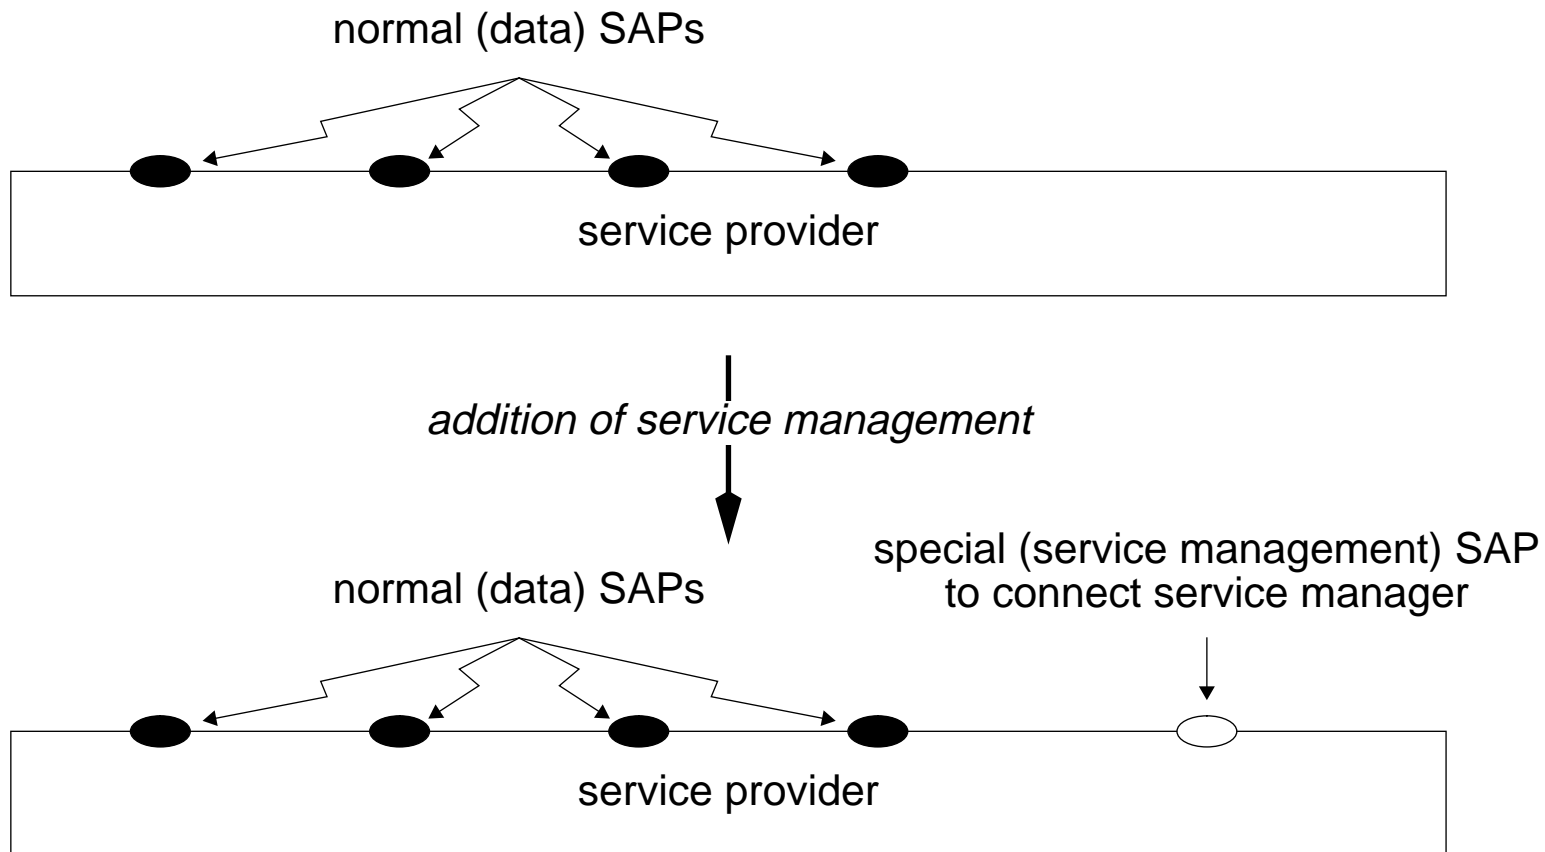 normal (data) SAPs
service provider
addition of service management
special (service management) SAP
to connect service manager
normal (data) SAPs
service provider